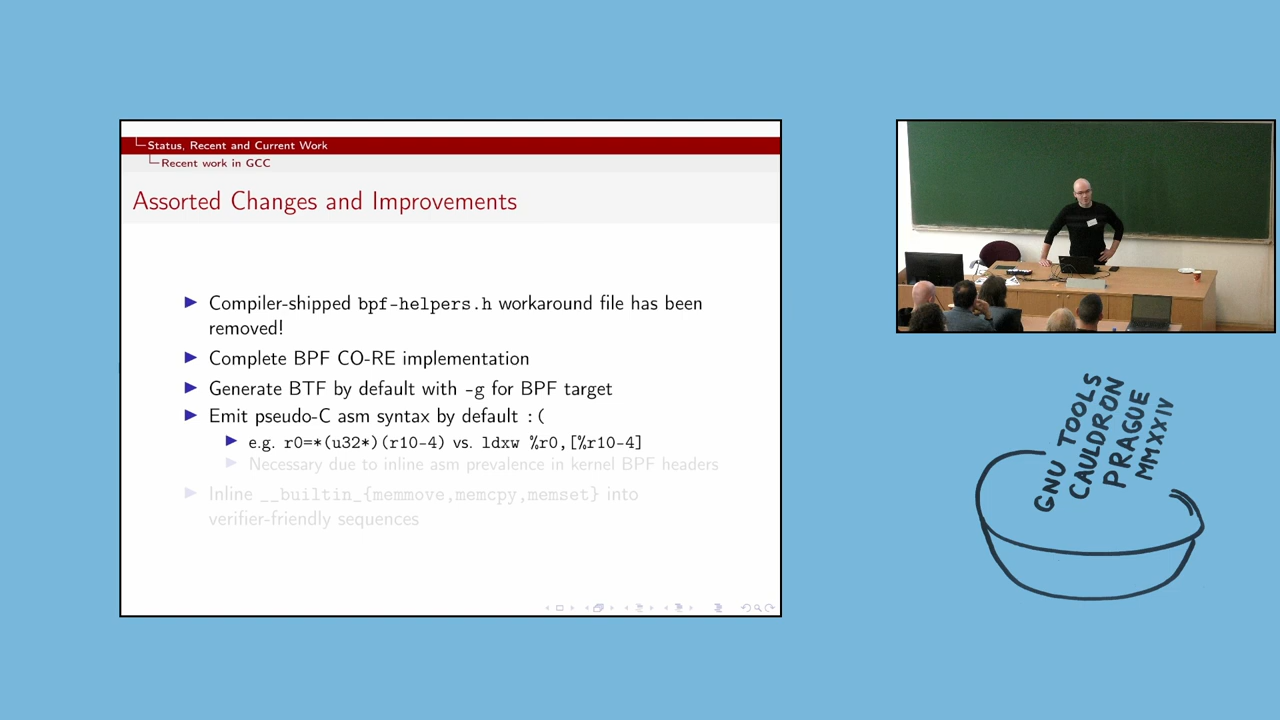 Status, Recent and Current Work
Recent work in GCC
Assorted Changes and Improvements
Compiler-shipped bpf-helpers.h workaround file has been
removed!
Complete BPF CO-RE implementation
Generate BTF by default with -g for BPF target
Emit pseudo-C asm syntax by default :(
e.g. r0=*(u32*)(r10-4) vs. ldxw %r0,[%r10-4]
Necessary due to inline asm prevalence in kernel BPF headers
Inline __builtin_{memmove,memcpy,memset} into
verifier-friendly sequences
GNU TOOLS
CAULDRON
PRAGUE
MMXXIV